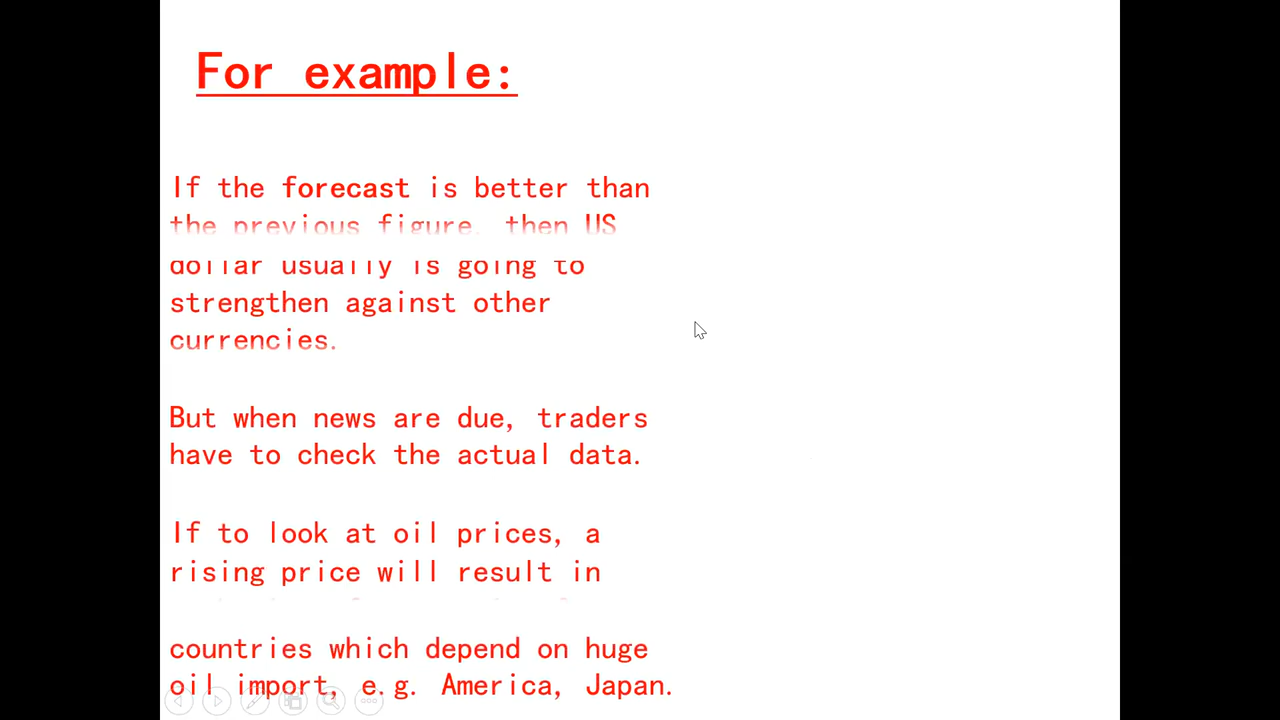 For example:
If the forecast is better than
the previous figure, then US
dollar usually is going to
strengthen against other
currencies.
But when news are due, traders
have to check the actual data.
If to look at oil prices, a
rising price will result in
countries which depend on huge
oil import, e.g. America, Japan.